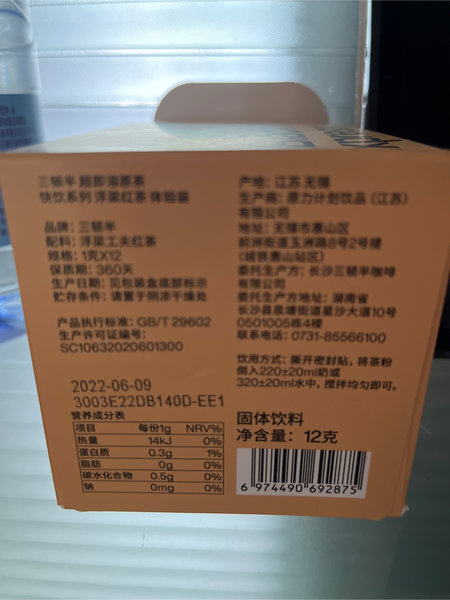 三顿半 超即溶原茶
快饮系列 浮梁红茶 体验装
品牌：三顿半
配料：浮梁工夫红茶
规格：1克X12
保质期：360天
生产日期：见包装盒底部标示
贮存条件：请置于阴凉干燥处
产品执行标准：GB/T 29602
生产许可证编号：
SC10632020601300
2022-06-09
3003E22DB140D-EE1
营养成分表
项目 每份1g NRV%
热量 14kJ 0%
蛋白质 0.3g 1%
脂肪 0g 0%
碳水化合物 0.5g 0%
钠 0mg 0%
产地：江苏 无锡
生产商：原力计划饮品（江苏）
有限公司
地址：无锡市惠山区
前洲街道五洲路8号2号楼
（城铁惠山站区）
委托生产方：长沙三顿半咖啡
有限公司
委托生产方地址：湖南省
长沙县泉塘街道星沙大道10号
0501005栋4楼
联系电话：0731-85566100
饮用方式：撕开密封贴，将茶粉
倒入220±20ml奶或
320±20ml水中，搅拌均匀即可。
固体饮料
净含量：12克
6 974490 692875